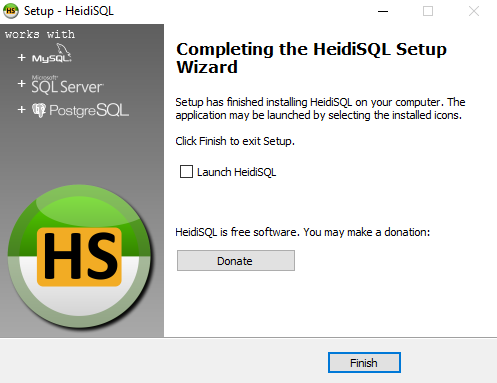 Setup - HeidiSQL
works with
+ MySQL
+ Microsoft SQL Server
+ PostgreSQL
HS
Completing the HeidiSQL Setup
Wizard
Setup has finished installing HeidiSQL on your computer. The
application may be launched by selecting the installed icons.
Click Finish to exit Setup.
Launch HeidiSQL
HeidiSQL is free software. You may make a donation:
Donate
Finish